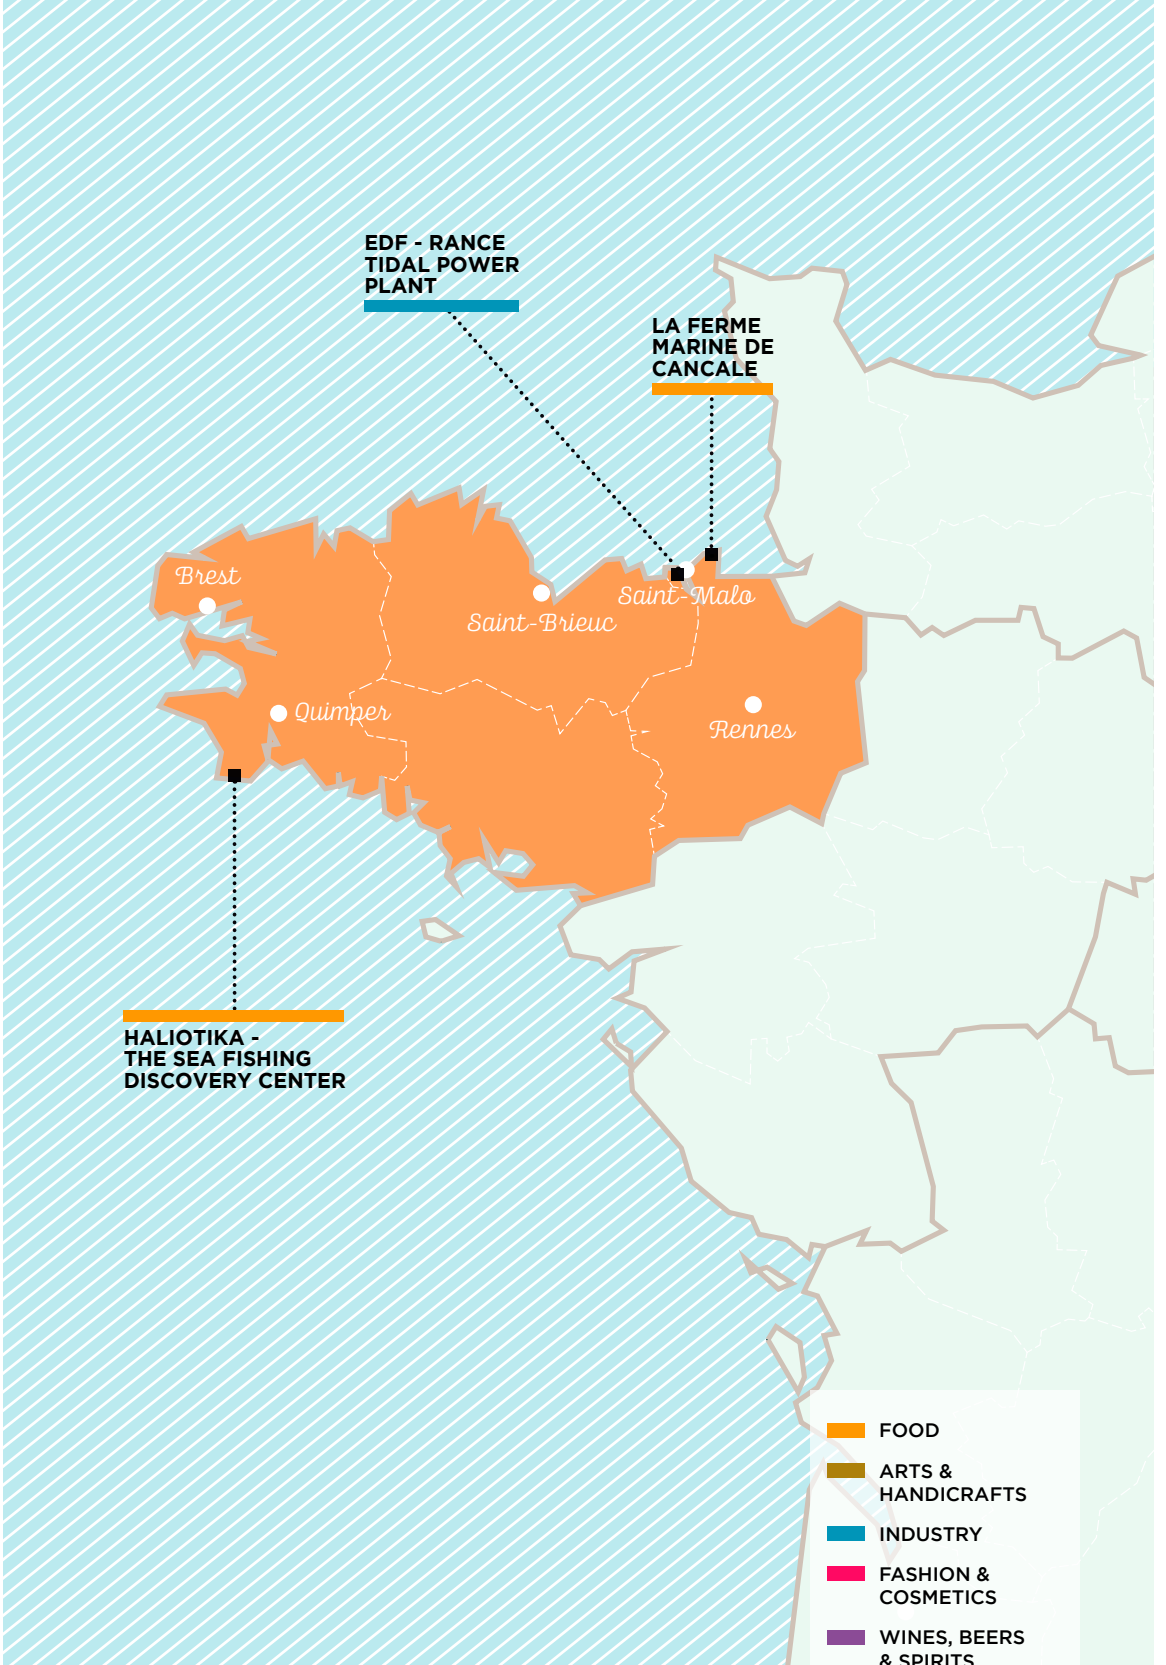 EDF - RANCE
TIDAL POWER
PLANT
LA FERME
MARINE DE
CANCALE
Brest
Saint-Malo
Saint-Brieuc
Quimper
Rennes
HALIOTIKA -
THE SEA FISHING
DISCOVERY CENTER
FOOD
ARTS &
HANDICRAFTS
INDUSTRY
FASHION &
COSMETICS
WINES, BEERS
& SPIRITS